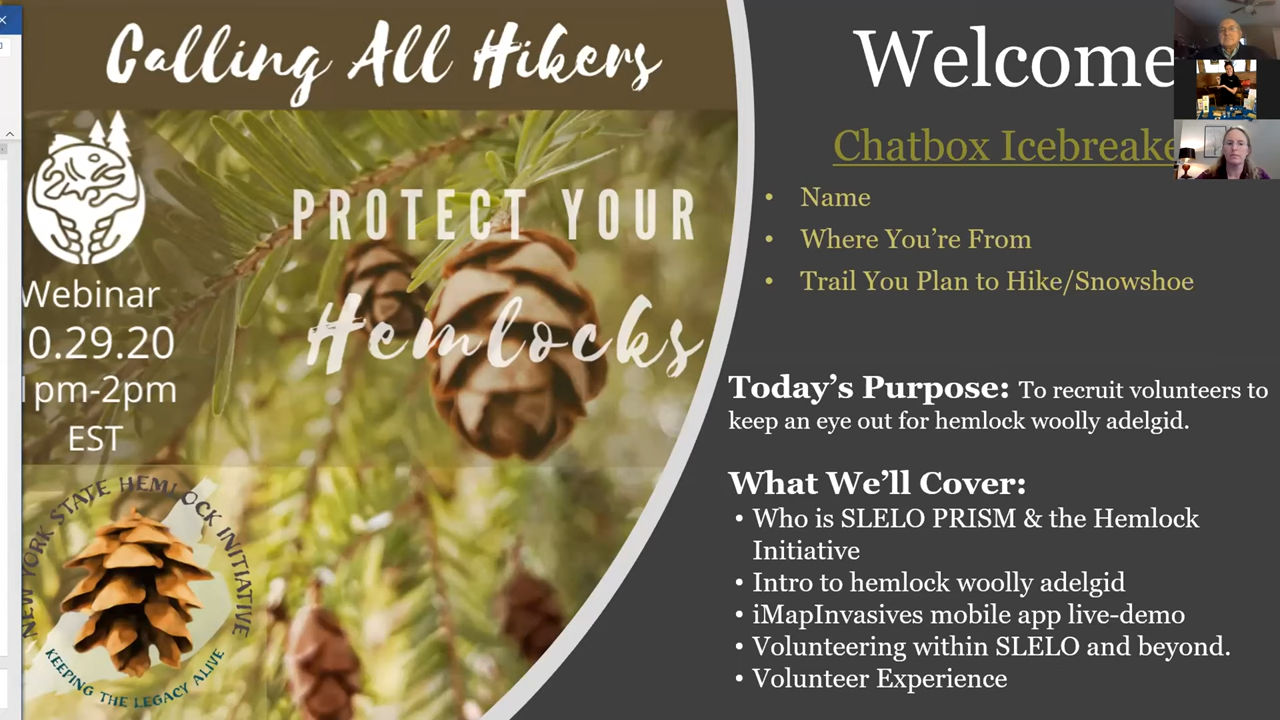 Calling All Hikers
PROTECT YOUR
Hemlocks
Webinar
0.29.20
1pm-2pm
EST
NEW YORK STATE HEMLOCK INITIATIVE
KEEPING THE LEGACY ALIVE
Welcome
Chatbox Icebreake
• Name
• Where You’re From
• Trail You Plan to Hike/Snowshoe
Today’s Purpose: To recruit volunteers to
keep an eye out for hemlock woolly adelgid.
What We’ll Cover:
• Who is SLELO PRISM & the Hemlock
Initiative
• Intro to hemlock woolly adelgid
• iMapInvasives mobile app live-demo
• Volunteering within SLELO and beyond.
• Volunteer Experience